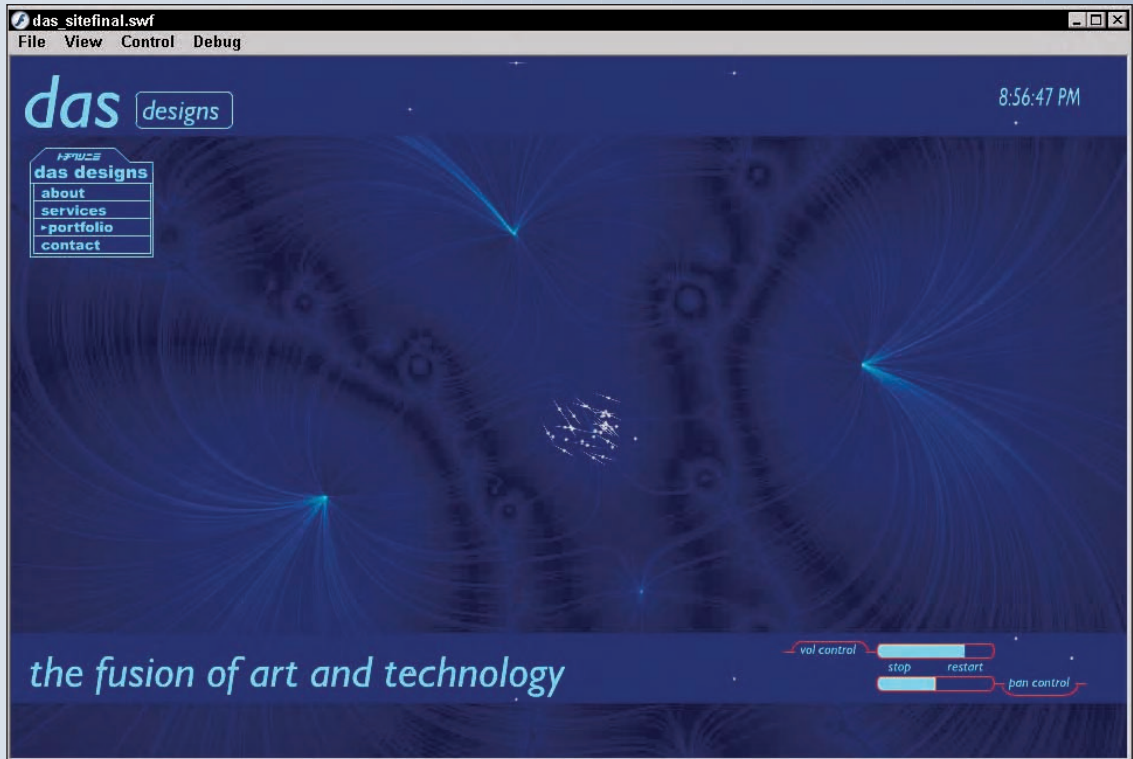 das_sitefinal.swf
File View Control Debug
das designs
8:56:47 PM
das designs
about
services
portfolio
contact
the fusion of art and technology
vol control
stop restart
pan control